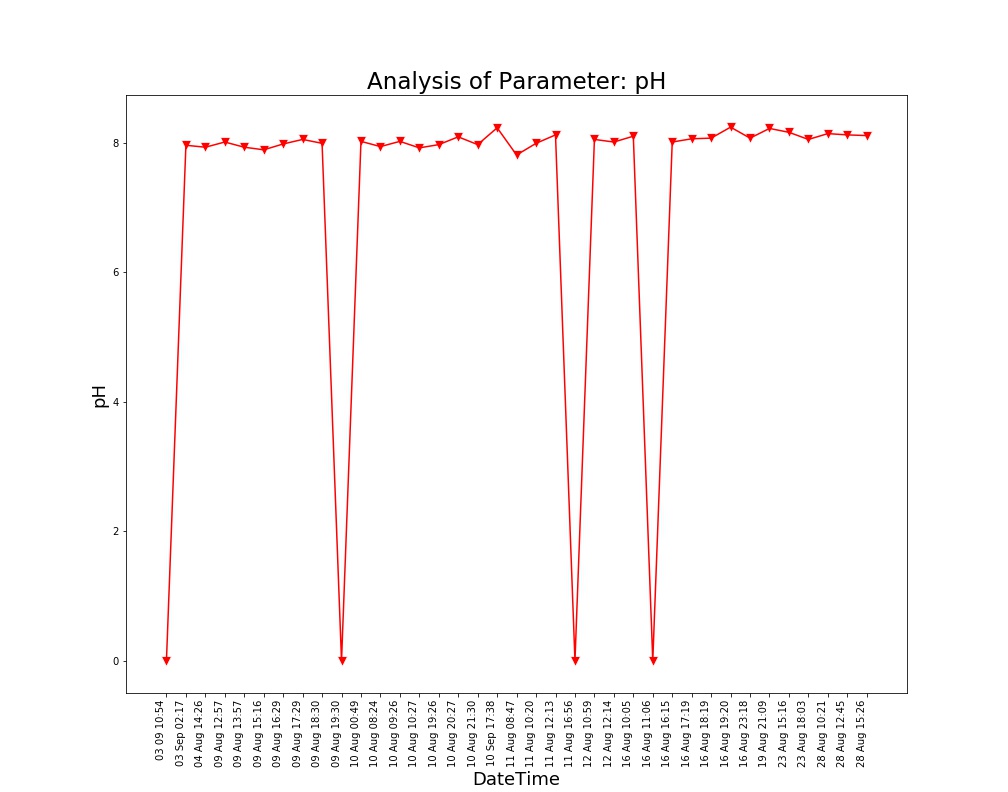 Analysis of Parameter: pH
pH
8
6
4
2
0
03 09 10:54
03 Sep 02:17
04 Aug 14:26
09 Aug 12:57
09 Aug 13:57
09 Aug 15:16
09 Aug 16:29
09 Aug 17:29
09 Aug 18:30
09 Aug 19:30
10 Aug 00:49
10 Aug 08:24
10 Aug 09:26
10 Aug 10:27
10 Aug 19:26
10 Aug 20:27
10 Aug 21:30
10 Sep 17:38
11 Aug 08:47
11 Aug 10:20
11 Aug 12:13
11 Aug 16:56
12 Aug 10:59
12 Aug 12:14
16 Aug 10:05
16 Aug 11:06
16 Aug 16:15
16 Aug 17:19
16 Aug 18:19
16 Aug 19:20
16 Aug 23:18
19 Aug 21:09
23 Aug 15:16
23 Aug 18:03
28 Aug 10:21
28 Aug 12:45
28 Aug 15:26
DateTime